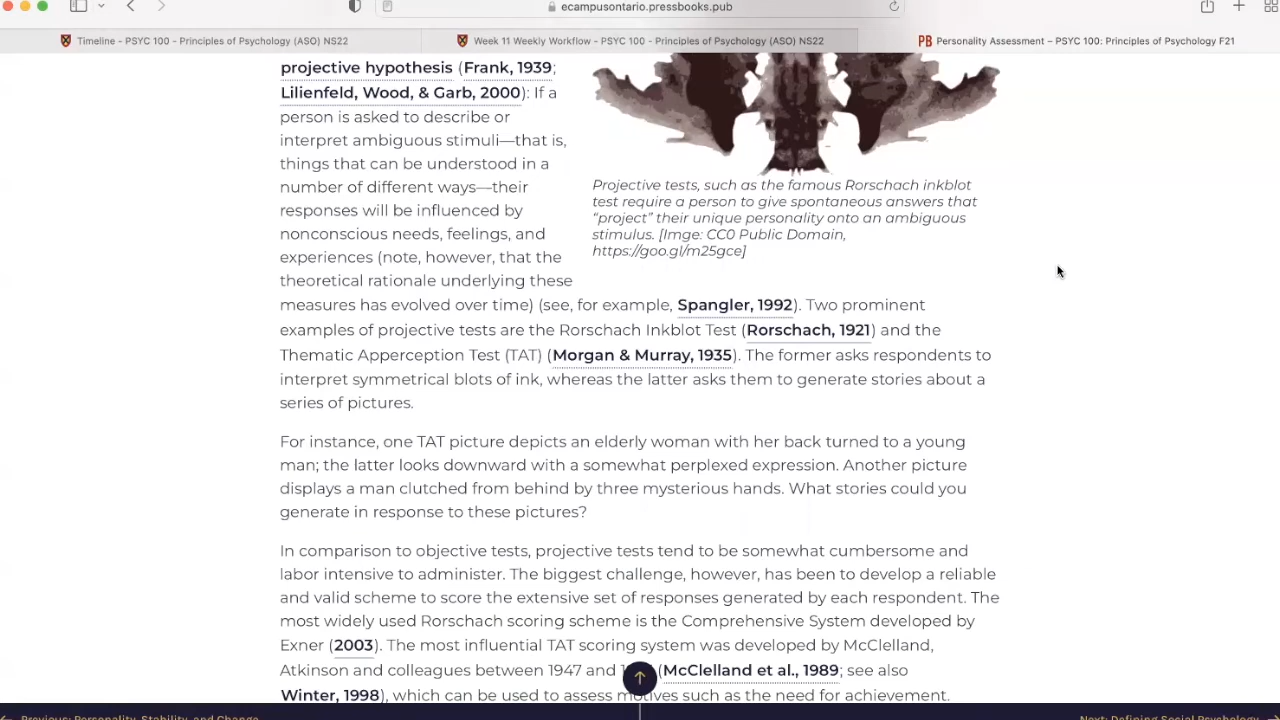 ecampusontario.pressbooks.pub
Timeline - PSYC 100 - Principles of Psychology (ASO) NS22
Week 11 Weekly Workflow - PSYC 100 - Principles of Psychology (ASO) NS22
PB Personality Assessment – PSYC 100: Principles of Psychology F21
projective hypothesis (Frank, 1939;
Lilienfeld, Wood, & Garb, 2000): If a
person is asked to describe or
interpret ambiguous stimuli—that is,
things that can be understood in a
number of different ways—their
responses will be influenced by
nonconscious needs, feelings, and
experiences (note, however, that the
theoretical rationale underlying these
Projective tests, such as the famous Rorschach inkblot
test require a person to give spontaneous answers that
“project” their unique personality onto an ambiguous
stimulus. [Imge: CC0 Public Domain,
https://goo.gl/m25gce]
measures has evolved over time) (see, for example, Spangler, 1992). Two prominent
examples of projective tests are the Rorschach Inkblot Test (Rorschach, 1921) and the
Thematic Apperception Test (TAT) (Morgan & Murray, 1935). The former asks respondents to
interpret symmetrical blots of ink, whereas the latter asks them to generate stories about a
series of pictures.
For instance, one TAT picture depicts an elderly woman with her back turned to a young
man; the latter looks downward with a somewhat perplexed expression. Another picture
displays a man clutched from behind by three mysterious hands. What stories could you
generate in response to these pictures?
In comparison to objective tests, projective tests tend to be somewhat cumbersome and
labor intensive to administer. The biggest challenge, however, has been to develop a reliable
and valid scheme to score the extensive set of responses generated by each respondent. The
most widely used Rorschach scoring scheme is the Comprehensive System developed by
Exner (2003). The most influential TAT scoring system was developed by McClelland,
Atkinson and colleagues between 1947 and (McClelland et al., 1989; see also
Winter, 1998), which can be used to assess motives such as the need for achievement.
← Previous: Personality, Stability, and Change
Next: Defining Social Psychology →